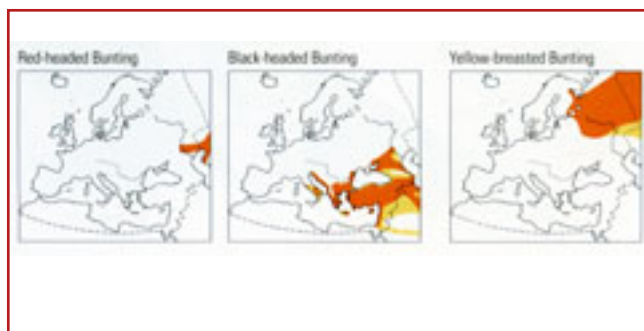 Red-headed Bunting
Black-headed Bunting
Yellow-breasted Bunting